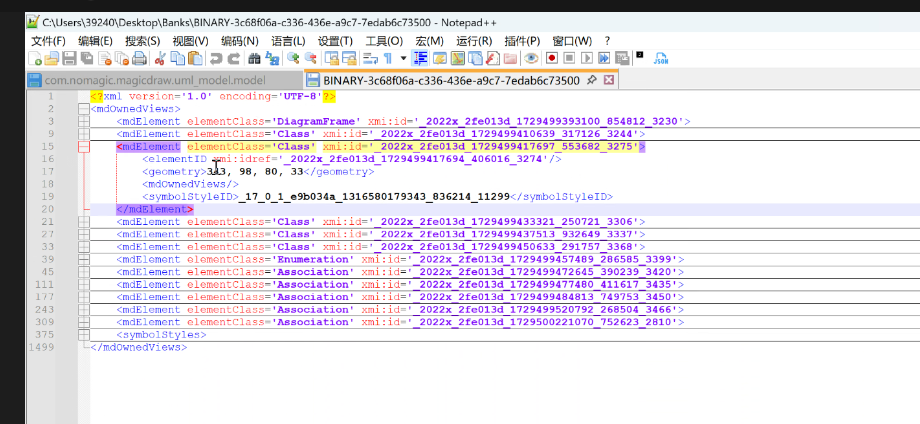 C:\Users\39240\Desktop\Banks\BINARY-3c68f06a-c336-436e-a9c7-7edab6c73500 - Notepad++
文件(F) 编辑(E) 搜索(S) 视图(V) 编码(N) 语言(L) 设置(T) 工具(O) 宏(M) 运行(R) 插件(P) 窗口(W) ?
com.nomagic.magicdraw.uml_model.model BINARY-3c68f06a-c336-436e-a9c7-7edab6c73500
1 <?xml version='1.0' encoding='UTF-8'?>
2 <mdOwnedViews>
3 <mdElement elementClass='DiagramFrame' xmi:id='_2022x_2fe013d_1729499393100_854812_3230'>
9 <mdElement elementClass='Class' xmi:id='_2022x_2fe013d_1729499410639_317126_3244'>
15 <mdElement elementClass='Class' xmi:id='_2022x_2fe013d_1729499417697_553682_3275'>
16 <elementID xmi:idref='_2022x_2fe013d_1729499417694_406016_3274'/>
17 <geometry>343, 98, 80, 33</geometry>
18 <mdOwnedViews/>
19 <symbolStyleID>_17_0_1_e9b034a_1316580179343_836214_11299</symbolStyleID>
20 </mdElement>
21 <mdElement elementClass='Class' xmi:id='_2022x_2fe013d_1729499433321_250721_3306'>
27 <mdElement elementClass='Class' xmi:id='_2022x_2fe013d_1729499437513_932649_3337'>
33 <mdElement elementClass='Class' xmi:id='_2022x_2fe013d_1729499450633_291757_3368'>
39 <mdElement elementClass='Enumeration' xmi:id='_2022x_2fe013d_1729499457489_286585_3399'>
45 <mdElement elementClass='Association' xmi:id='_2022x_2fe013d_1729499472645_390239_3420'>
111 <mdElement elementClass='Association' xmi:id='_2022x_2fe013d_1729499477480_411617_3435'>
177 <mdElement elementClass='Association' xmi:id='_2022x_2fe013d_1729499484813_749753_3450'>
243 <mdElement elementClass='Association' xmi:id='_2022x_2fe013d_1729499520792_268504_3466'>
309 <mdElement elementClass='Association' xmi:id='_2022x_2fe013d_1729500221070_752623_2810'>
375 <symbolStyles>
1499 </mdOwnedViews>